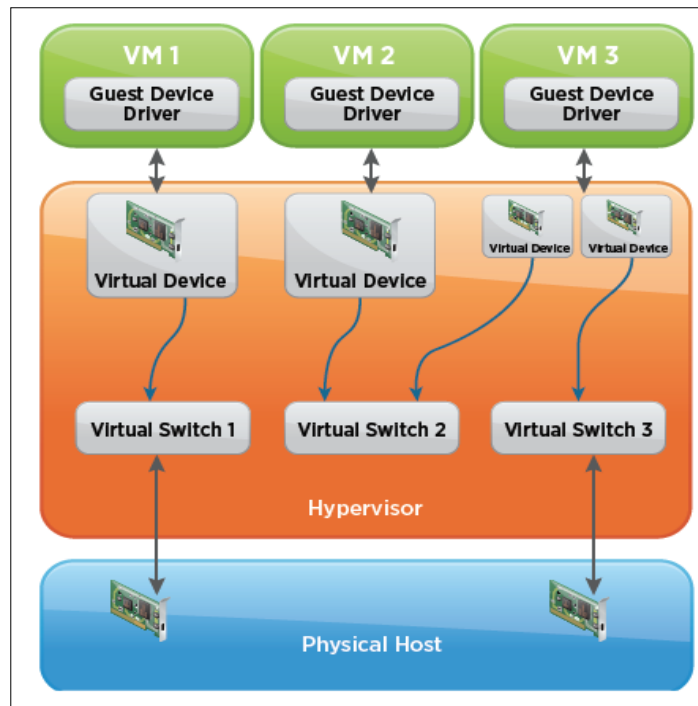 VM 1
Guest Device
Driver
VM 2
Guest Device
Driver
VM 3
Guest Device
Driver
Virtual Device
Virtual Device
Virtual Device
Virtual Device
Virtual Switch 1
Virtual Switch 2
Virtual Switch 3
Hypervisor
Physical Host